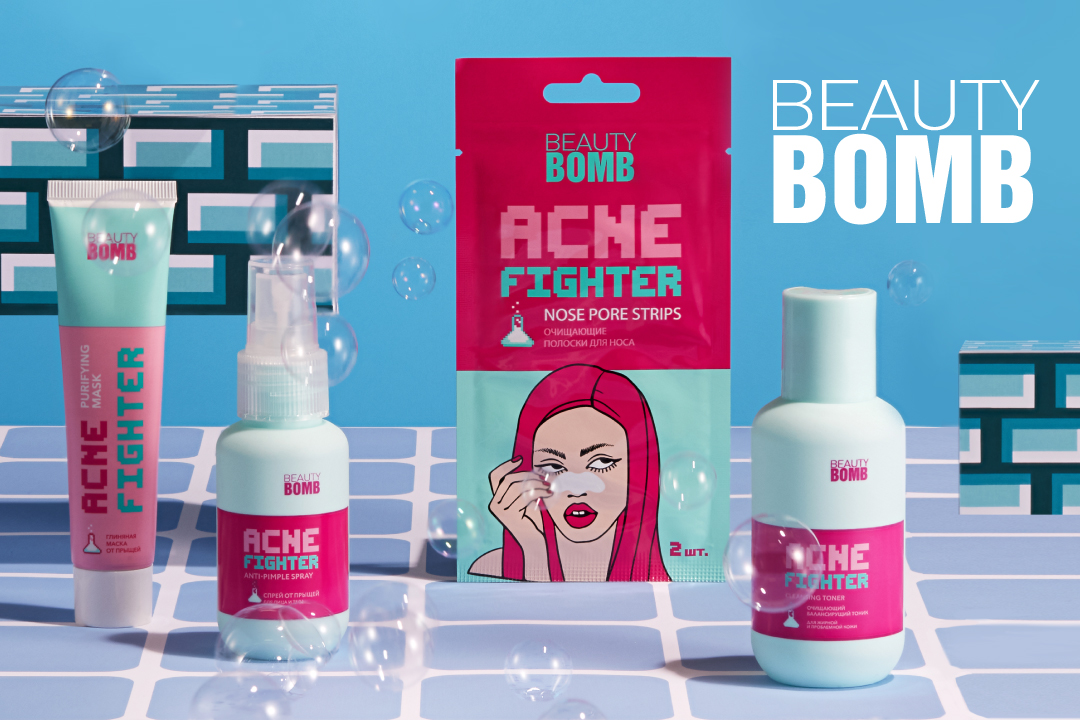 BEAUTY
BOMB
BEAUTY
BOMB
ACNE
FIGHTER
NOSE PORE STRIPS
ОЧИЩАЮЩИЕ
ПОЛОСКИ ДЛЯ НОСА
2 шт.
BEAUTY
BOMB
PURIFYING
MASK
ACNE
FIGHTER
ГЛИНЯНАЯ
МАСКА
ОТ ПРЫЩЕЙ
BEAUTY
BOMB
ACNE
FIGHTER
ANTI-PIMPLE SPRAY
СПРЕЙ ОТ ПРЫЩЕЙ
BEAUTY
BOMB
ACNE
FIGHTER
TONER
ОЧИЩАЮЩИЙ
БАЛАНСИРУЮЩИЙ ТОНИК
ДЛЯ ЖИРНОЙ
И ПРОБЛЕМНОЙ КОЖИ